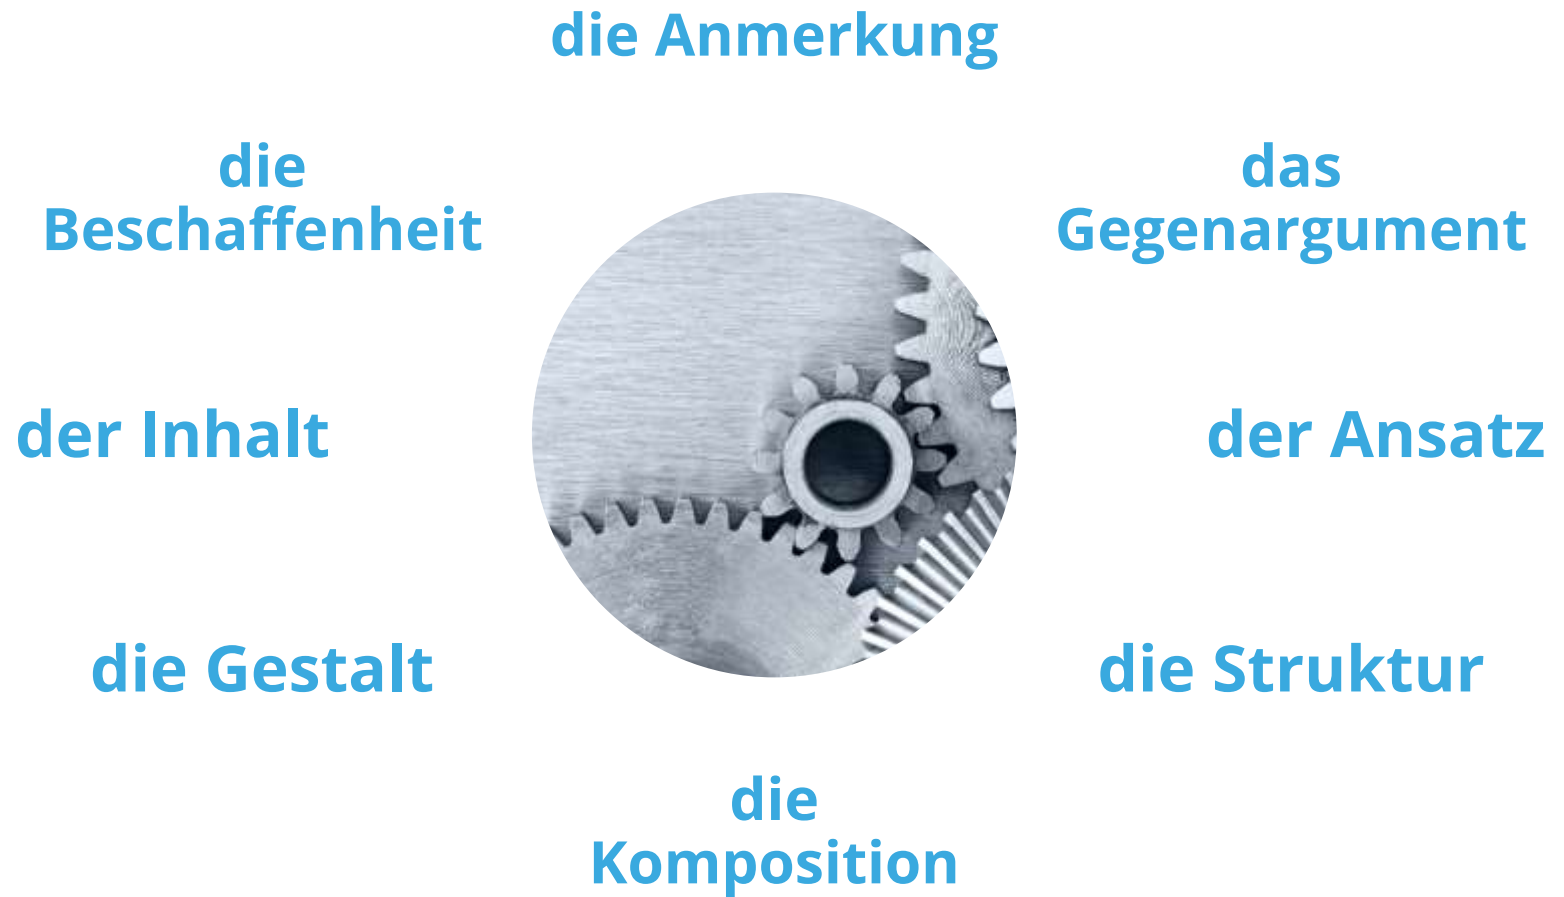 die Anmerkung
die
Beschaffenheit
das
Gegenargument
der Inhalt
der Ansatz
die Gestalt
die Struktur
die
Komposition